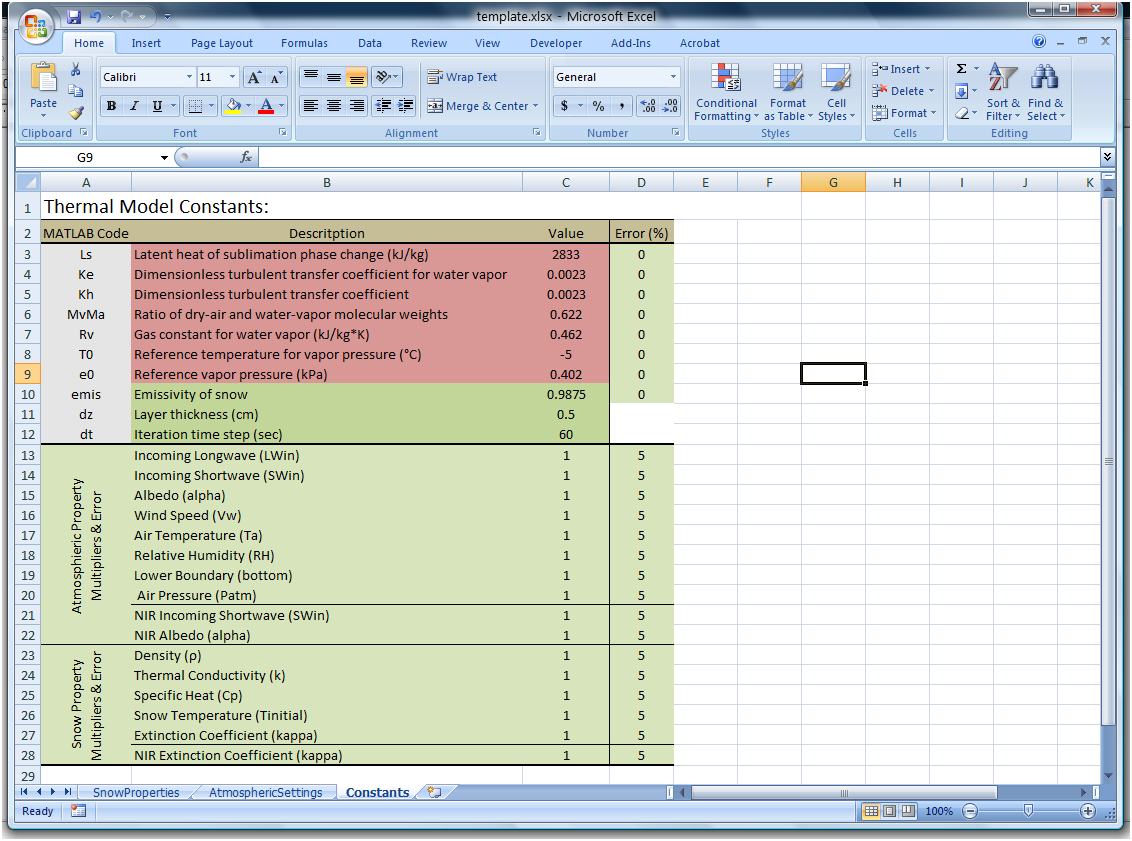 template.xlsx - Microsoft Excel
Home Insert Page Layout Formulas Data Review View Developer Add-Ins Acrobat
Calibri 11 Wrap Text General Insert
Paste B I U Merge & Center $ % , Conditional Formatting Format as Table Cell Styles Delete Σ Sort & Filter Find & Select
Format
Clipboard Font Alignment Number Styles Cells Editing
G9 fx
A B C D E F G H I J K
1 Thermal Model Constants:
2 MATLAB Code Descritption Value Error (%)
3 Ls Latent heat of sublimation phase change (kJ/kg) 2833 0
4 Ke Dimensionless turbulent transfer coefficient for water vapor 0.0023 0
5 Kh Dimensionless turbulent transfer coefficient 0.0023 0
6 MvMa Ratio of dry-air and water-vapor molecular weights 0.622 0
7 Rv Gas constant for water vapor (kJ/kg*K) 0.462 0
8 T0 Reference temperature for vapor pressure (°C) -5 0
9 e0 Reference vapor pressure (kPa) 0.402 0
10 emis Emissivity of snow 0.9875 0
11 dz Layer thickness (cm) 0.5
12 dt Iteration time step (sec) 60
Atmosphieric Property
Multipliers & Error
13 Incoming Longwave (LWin) 1 5
14 Incoming Shortwave (SWin) 1 5
15 Albedo (alpha) 1 5
16 Wind Speed (Vw) 1 5
17 Air Temperature (Ta) 1 5
18 Relative Humidity (RH) 1 5
19 Lower Boundary (bottom) 1 5
20 Air Pressure (Patm) 1 5
21 NIR Incoming Shortwave (SWin) 1 5
22 NIR Albedo (alpha) 1 5
Snow Property
Multipliers & Error
23 Density (ρ) 1 5
24 Thermal Conductivity (k) 1 5
25 Specific Heat (Cp) 1 5
26 Snow Temperature (Tinitial) 1 5
27 Extinction Coefficient (kappa) 1 5
28 NIR Extinction Coefficient (kappa) 1 5
29
SnowProperties AtmosphericSettings Constants
Ready 100%